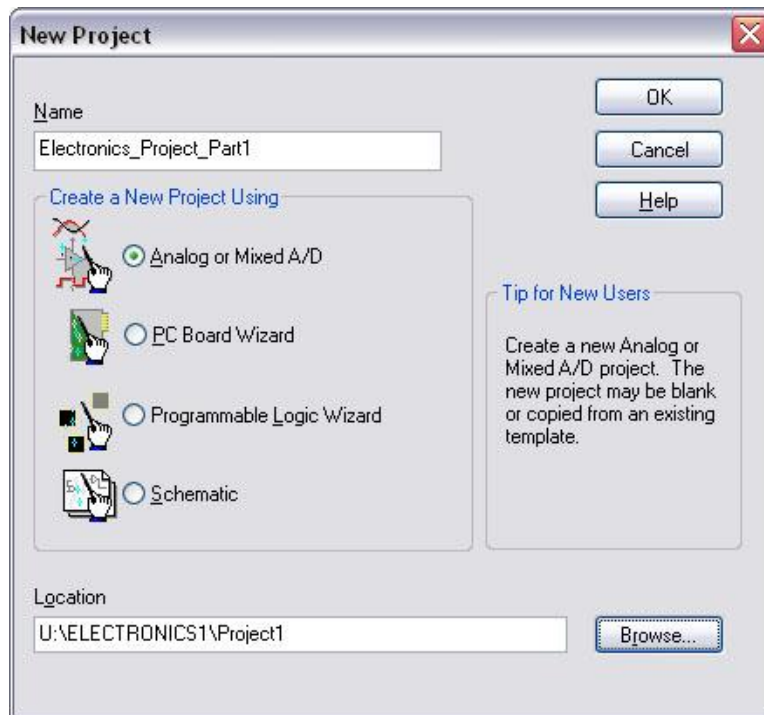 New Project
Name
Electronics_Project_Part1
OK
Cancel
Help
Create a New Project Using
Analog or Mixed A/D
PC Board Wizard
Programmable Logic Wizard
Schematic
Tip for New Users
Create a new Analog or
Mixed A/D project. The
new project may be blank
or copied from an existing
template.
Location
U:\ELECTRONICS1\Project1
Browse...